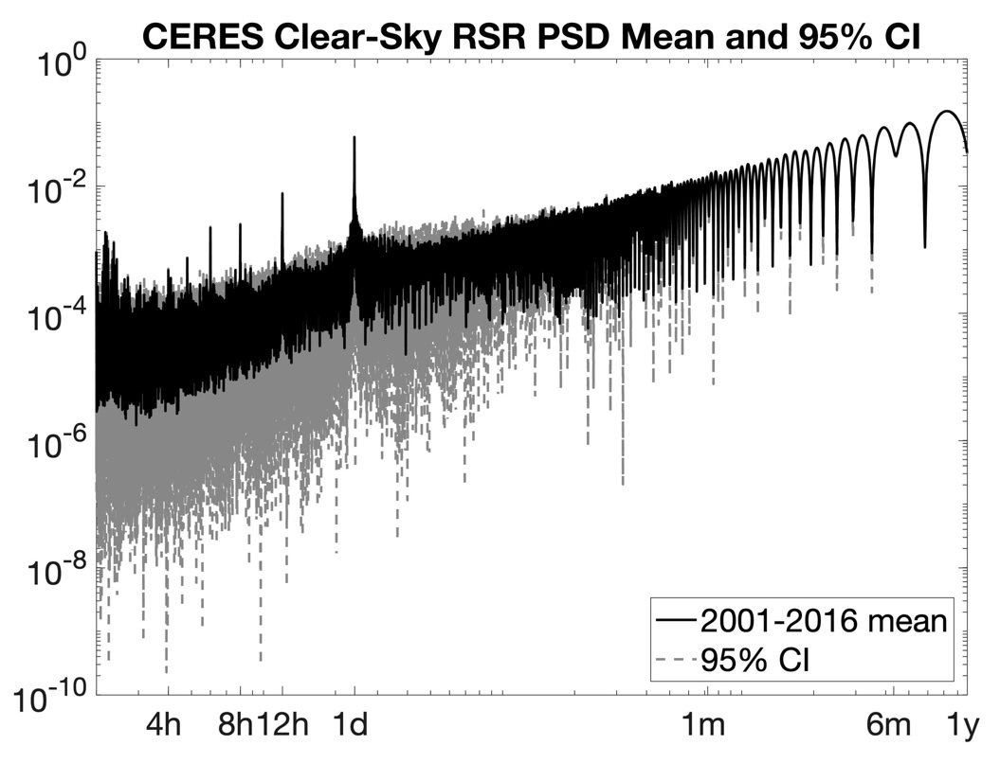 CERES Clear-Sky RSR PSD Mean and 95% CI
10^0
10^-2
10^-4
10^-6
10^-8
10^-10
2001-2016 mean
95% CI
4h 8h 12h 1d 1m 6m 1y